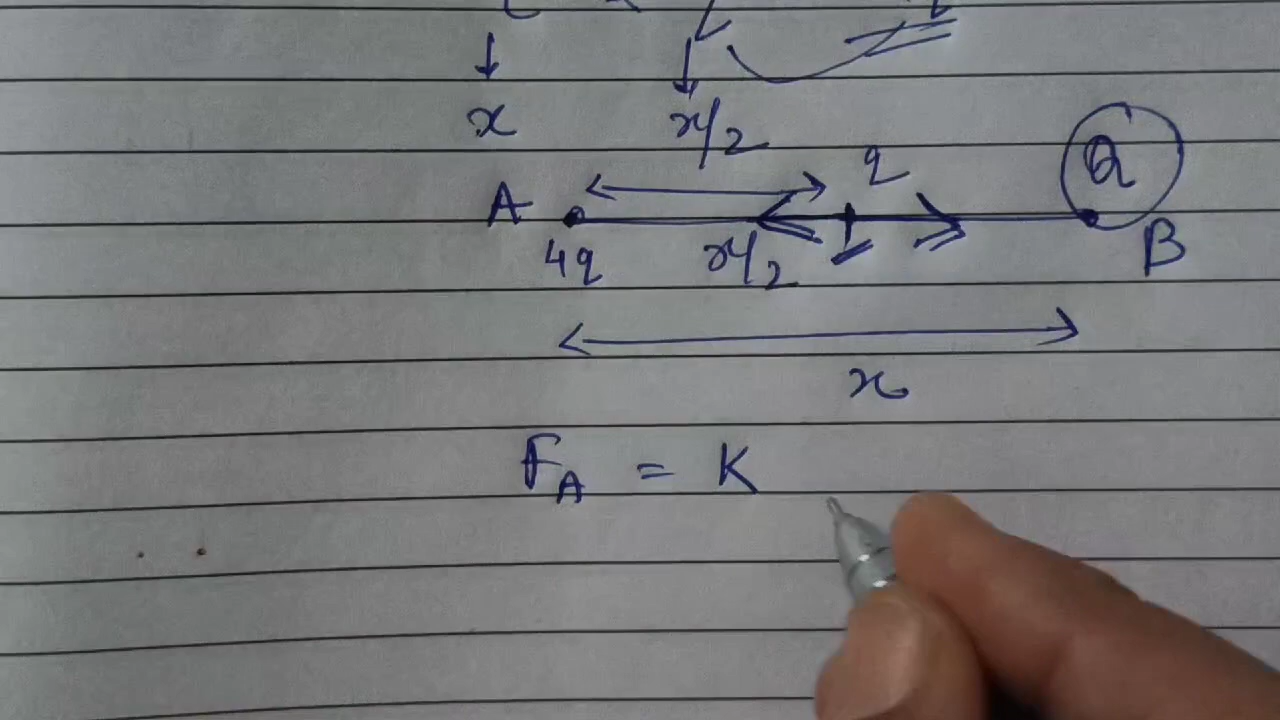 x x/2
q Q
A
4q x/2 B
x
F_A = K